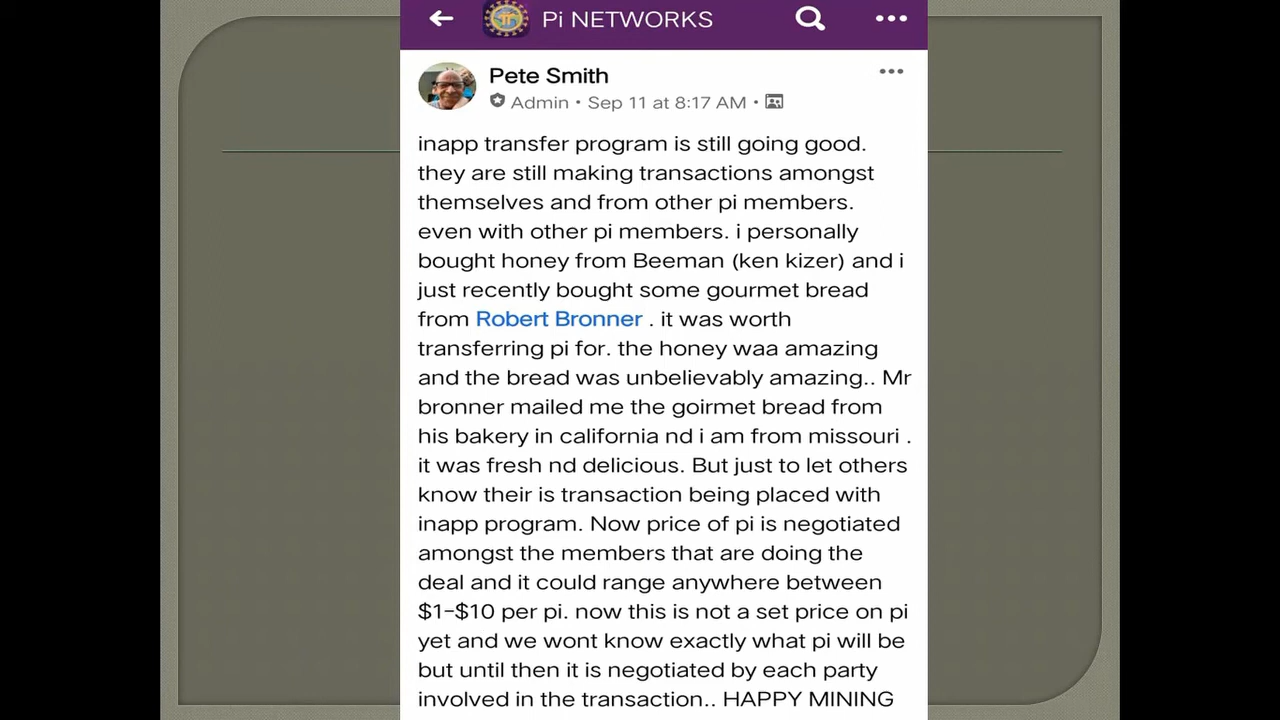 Pi NETWORKS
Pete Smith
Admin • Sep 11 at 8:17 AM •
inapp transfer program is still going good.
they are still making transactions amongst
themselves and from other pi members.
even with other pi members. i personally
bought honey from Beeman (ken kizer) and i
just recently bought some gourmet bread
from Robert Bronner . it was worth
transferring pi for. the honey waa amazing
and the bread was unbelievably amazing.. Mr
bronner mailed me the goirmet bread from
his bakery in california nd i am from missouri .
it was fresh nd delicious. But just to let others
know their is transaction being placed with
inapp program. Now price of pi is negotiated
amongst the members that are doing the
deal and it could range anywhere between
$1-$10 per pi. now this is not a set price on pi
yet and we wont know exactly what pi will be
but until then it is negotiated by each party
involved in the transaction.. HAPPY MINING